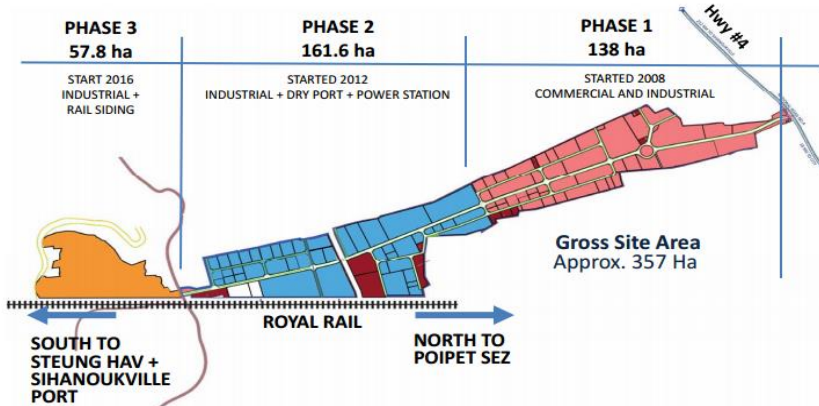 PHASE 3
57.8 ha
START 2016
INDUSTRIAL +
RAIL SIDING
PHASE 2
161.6 ha
STARTED 2012
INDUSTRIAL + DRY PORT + POWER STATION
PHASE 1
138 ha
STARTED 2008
COMMERCIAL AND INDUSTRIAL
Hwy #4
Gross Site Area
Approx. 357 Ha
ROYAL RAIL
SOUTH TO
STEUNG HAV +
SIHANOUKVILLE
PORT
NORTH TO
POIPET SEZ